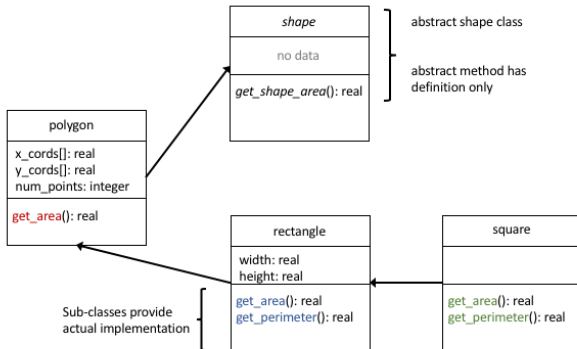 shape
no data
get_shape_area(): real
abstract shape class
abstract method has
definition only
polygon
x_cords[]: real
y_cords[]: real
num_points: integer
get_area(): real
rectangle
width: real
height: real
get_area(): real
get_perimeter(): real
square
get_area(): real
get_perimeter(): real
Sub-classes provide
actual implementation